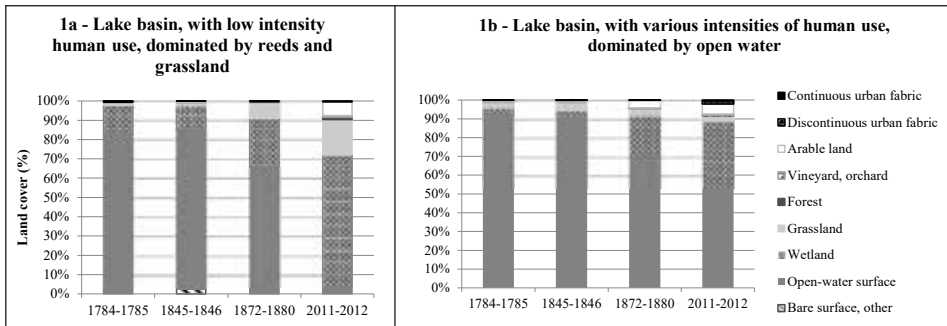 1a - Lake basin, with low intensity
human use, dominated by reeds and
grassland
Land cover (%)
100%
90%
80%
70%
60%
50%
40%
30%
20%
10%
0%
1784-1785 1845-1846 1872-1880 2011-2012
1b - Lake basin, with various intensities of human use,
dominated by open water
100%
90%
80%
70%
60%
50%
40%
30%
20%
10%
0%
1784-1785 1845-1846 1872-1880 2011-2012
Continuous urban fabric
Discontinuous urban fabric
Arable land
Vineyard, orchard
Forest
Grassland
Wetland
Open-water surface
Bare surface, other